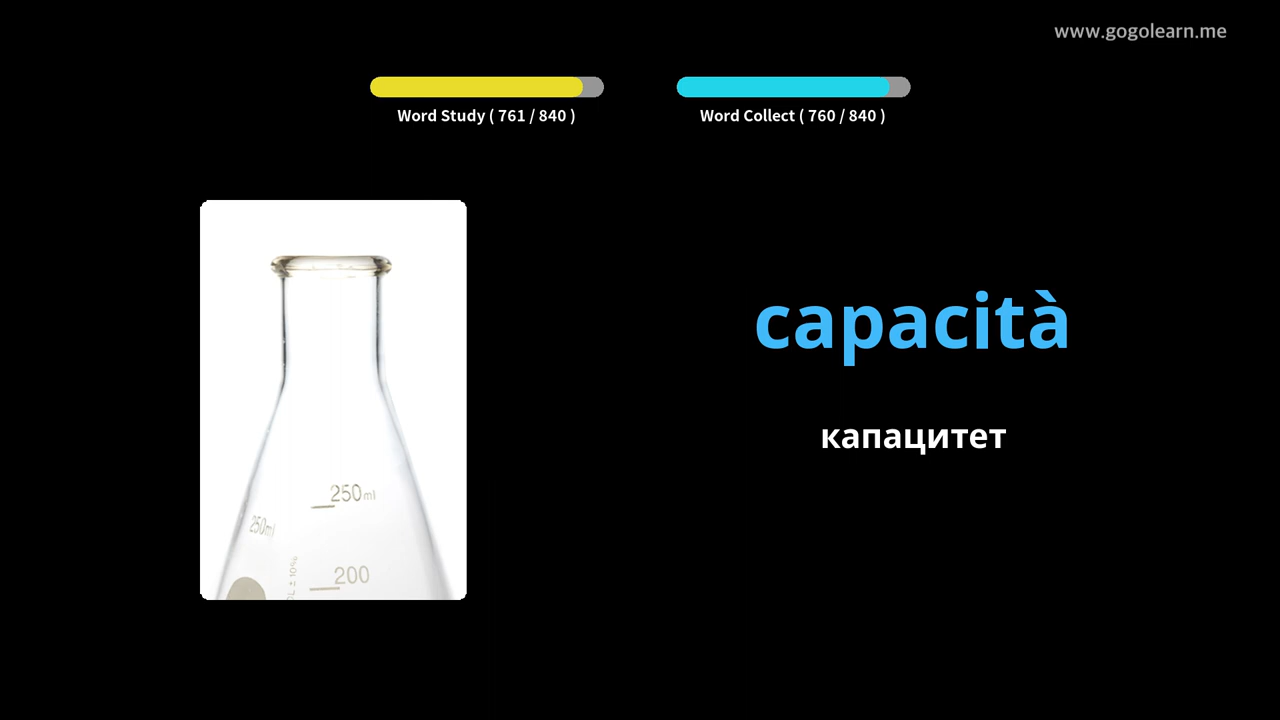 www.gogolearn.me
Word Study ( 761 / 840 )
Word Collect ( 760 / 840 )
capacità
капацитет
250ml
250ml
200